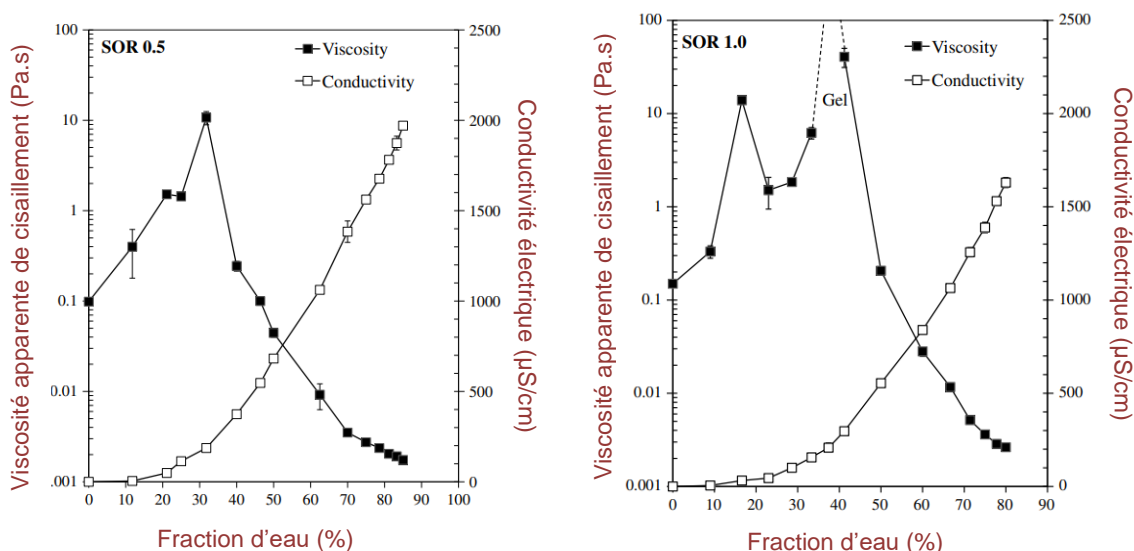 SOR 0.5
Viscosity
Conductivity
Viscosité apparente de cisaillement (Pa.s)
100
10
1
0.1
0.01
.001
0 10 20 30 40 50 60 70 80 90 100
Fraction d'eau (%)
2500
2000
1500
1000
500
0
Conductivité électrique (µS/cm)
SOR 1.0
Viscosity
Conductivity
Gel
Viscosité apparente de cisaillement (Pa.s)
100
10
1
0.1
0.01
0.001
0 10 20 30 40 50 60 70 80 90
Fraction d'eau (%)
2500
2000
1500
1000
500
0
Conductivité électrique (µS/cm)